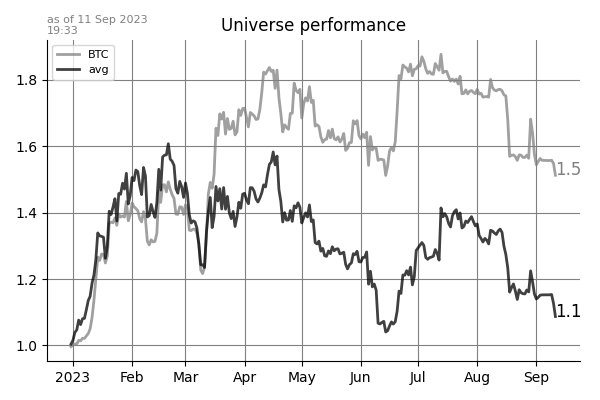 as of 11 Sep 2023
19:33
Universe performance
BTC
avg
1.8
1.6
1.4
1.2
1.0
1.5
1.1
2023 Feb Mar Apr May Jun Jul Aug Sep